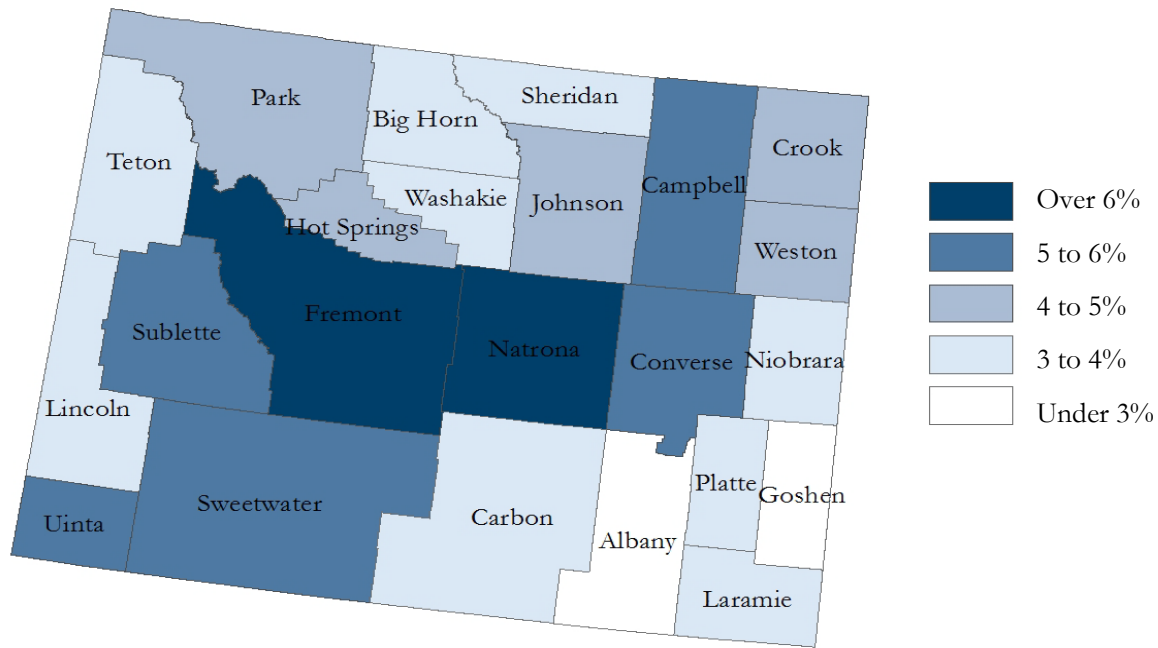 Park
Sheridan
Big Horn
Crook
Teton
Campbell
Washakie
Johnson
Hot Springs
Weston
Fremont
Sublette
Natrona
Converse
Niobrara
Lincoln
Platte
Goshen
Sweetwater
Carbon
Uinta
Albany
Laramie
Over 6%
5 to 6%
4 to 5%
3 to 4%
Under 3%